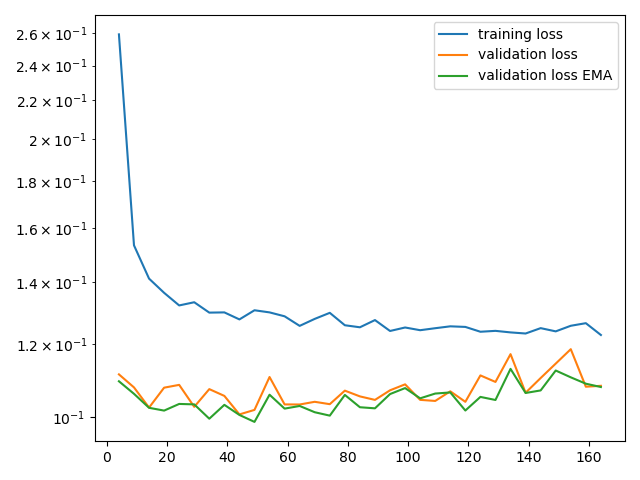 2.6 × 10⁻¹
2.4 × 10⁻¹
2.2 × 10⁻¹
2 × 10⁻¹
1.8 × 10⁻¹
1.6 × 10⁻¹
1.4 × 10⁻¹
1.2 × 10⁻¹
10⁻¹
training loss
validation loss
validation loss EMA
0 20 40 60 80 100 120 140 160